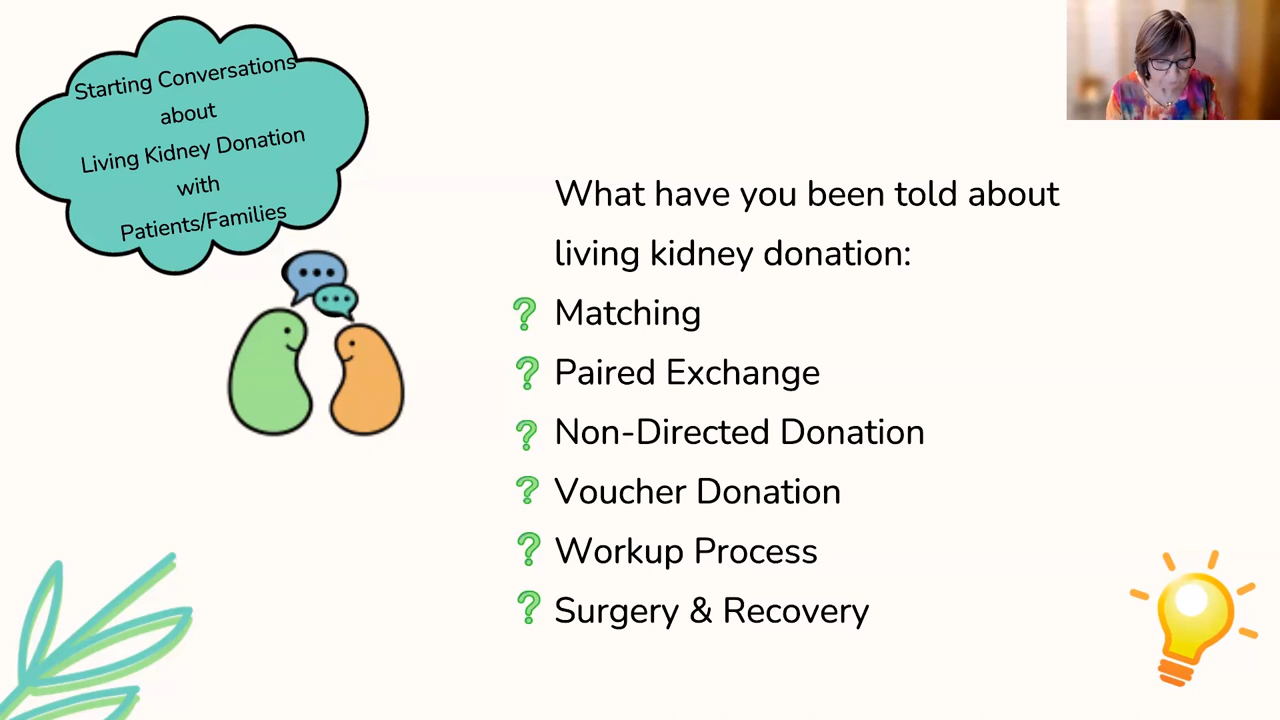 Starting Conversations
about
Living Kidney Donation
with
Patients/Families
What have you been told about
living kidney donation:
? Matching
? Paired Exchange
? Non-Directed Donation
? Voucher Donation
? Workup Process
? Surgery & Recovery